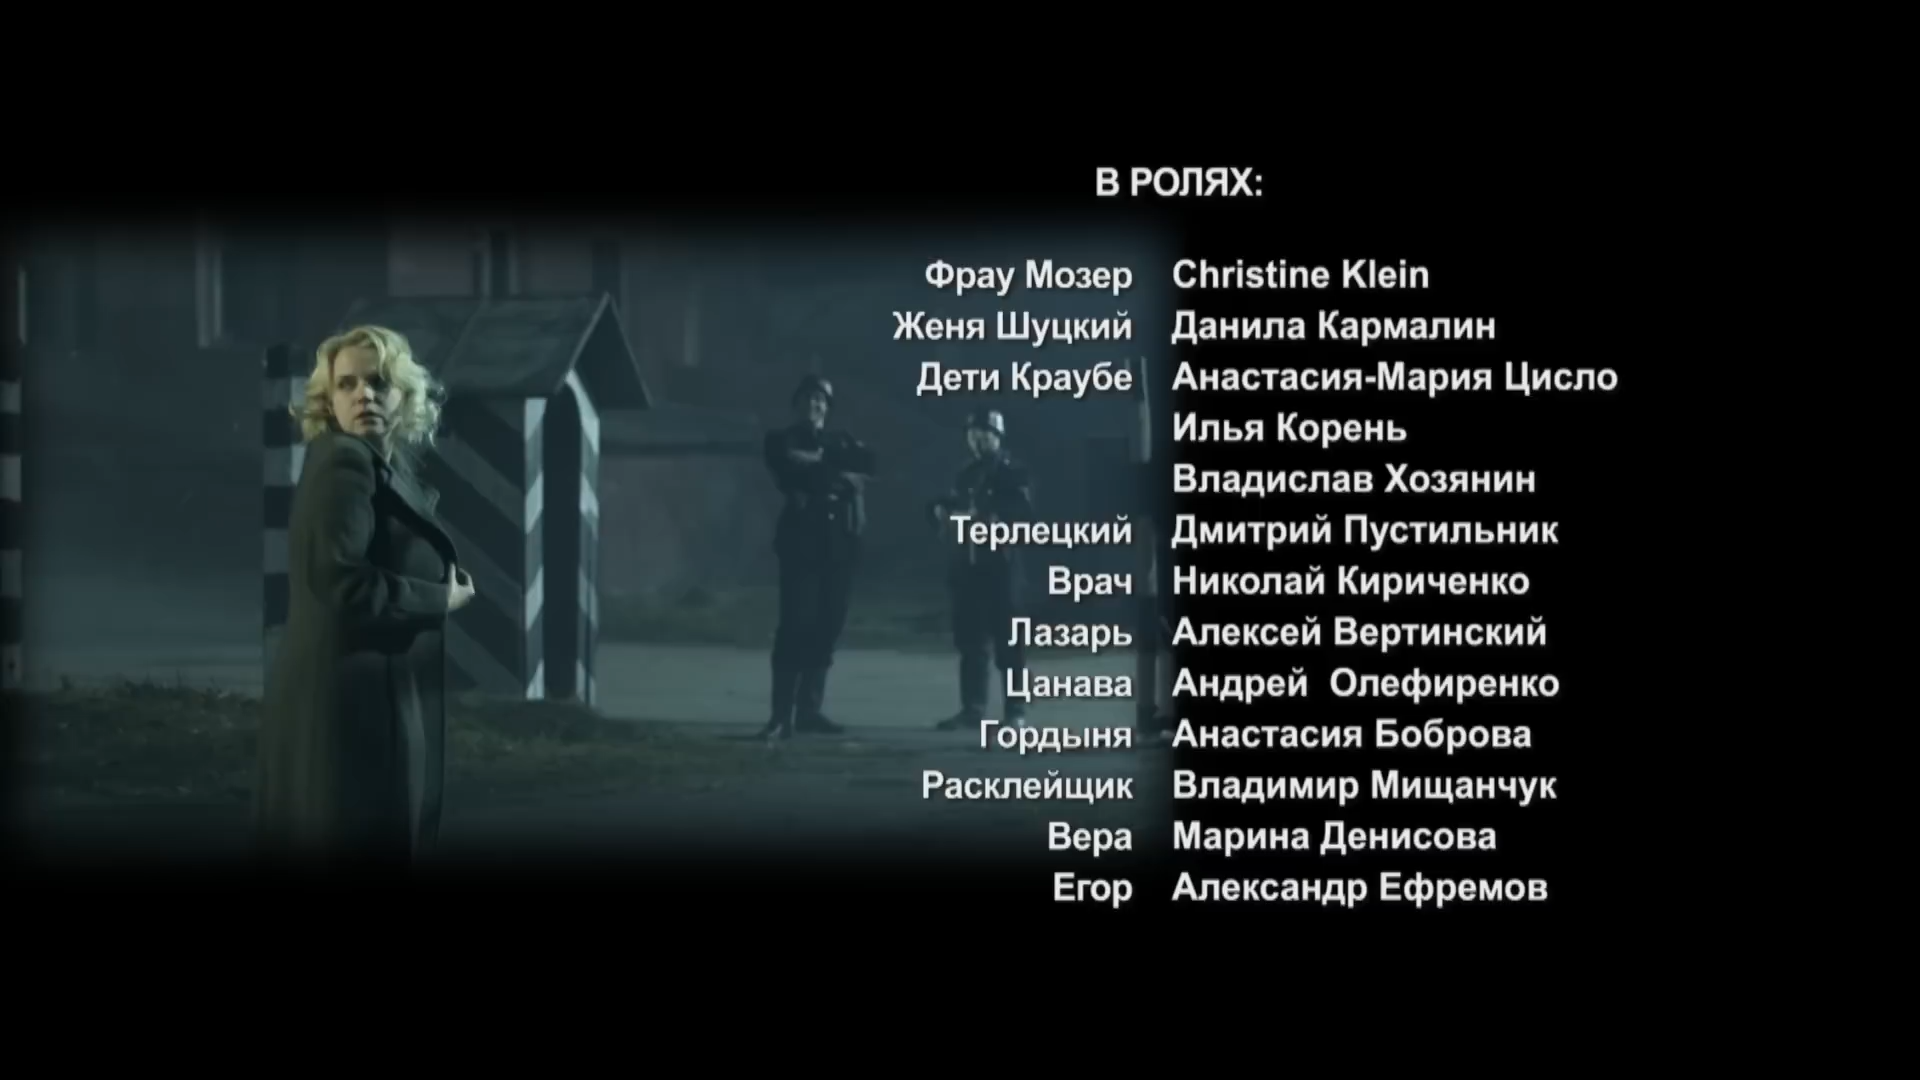 В РОЛЯХ:
Фрау Мозер Christine Klein
Женя Шуцкий Данила Кармалин
Дети Краубе Анастасия-Мария Цисло
Илья Корень
Владислав Хозянин
Терлецкий Дмитрий Пустильник
Врач Николай Кириченко
Лазарь Алексей Вертинский
Цанава Андрей Олефиренко
Гордыня Анастасия Боброва
Расклейщик Владимир Мищанчук
Вера Марина Денисова
Егор Александр Ефремов